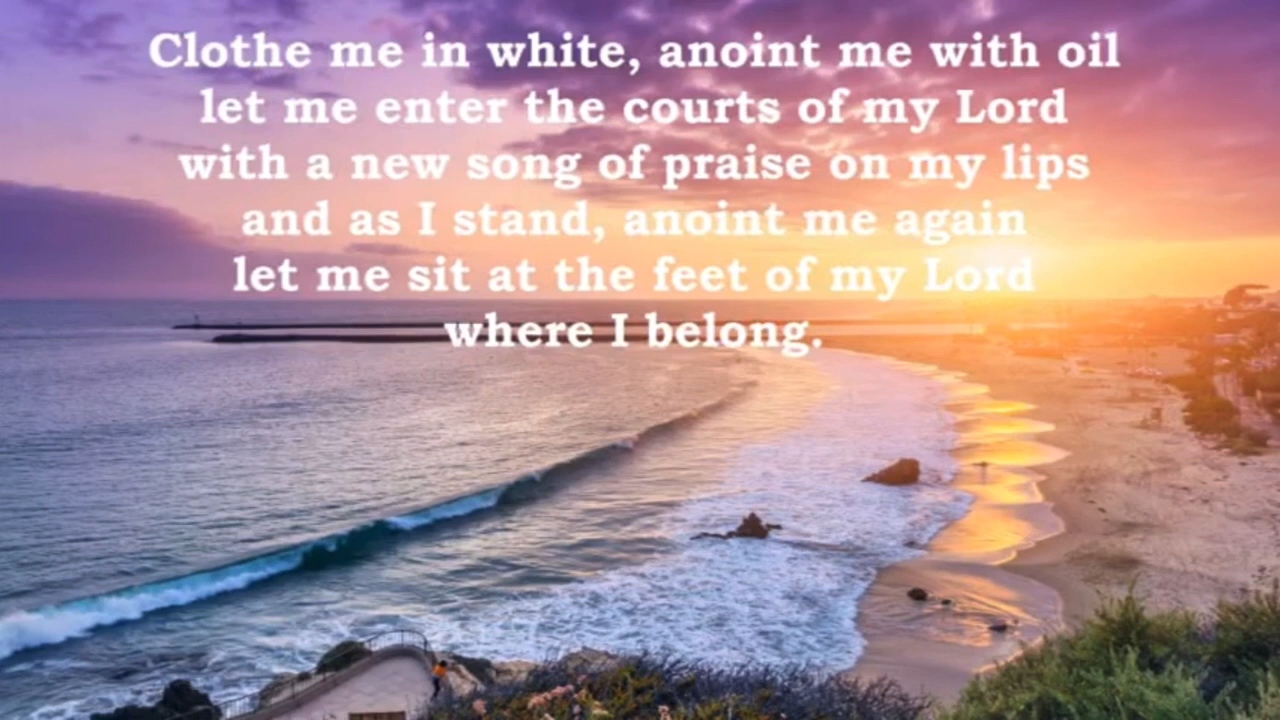 Clothe me in white, anoint me with oil
let me enter the courts of my Lord
with a new song of praise on my lips
and as I stand, anoint me again
let me sit at the feet of my Lord
where I belong.